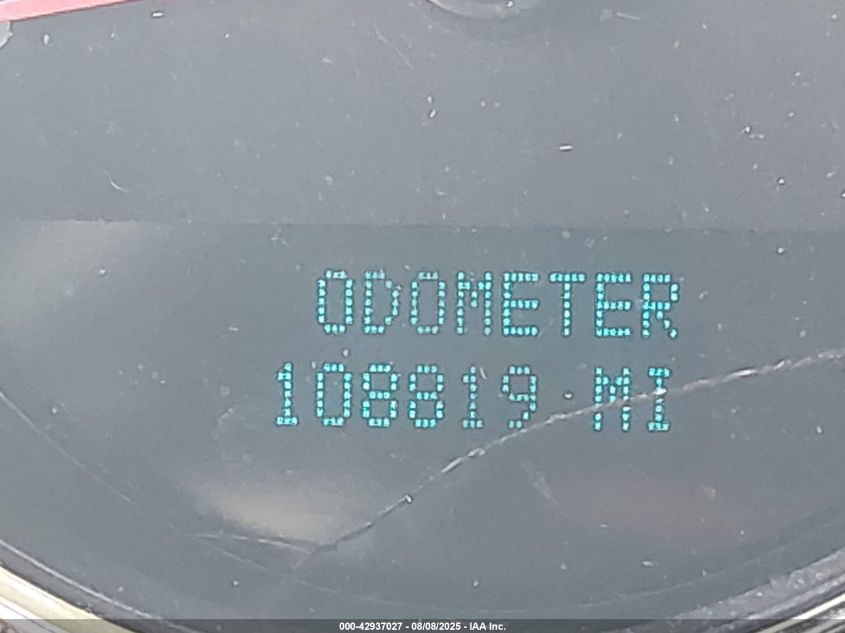 ODOMETER
108819 MI
000-42937027 - 08/08/2025 - IAA Inc.